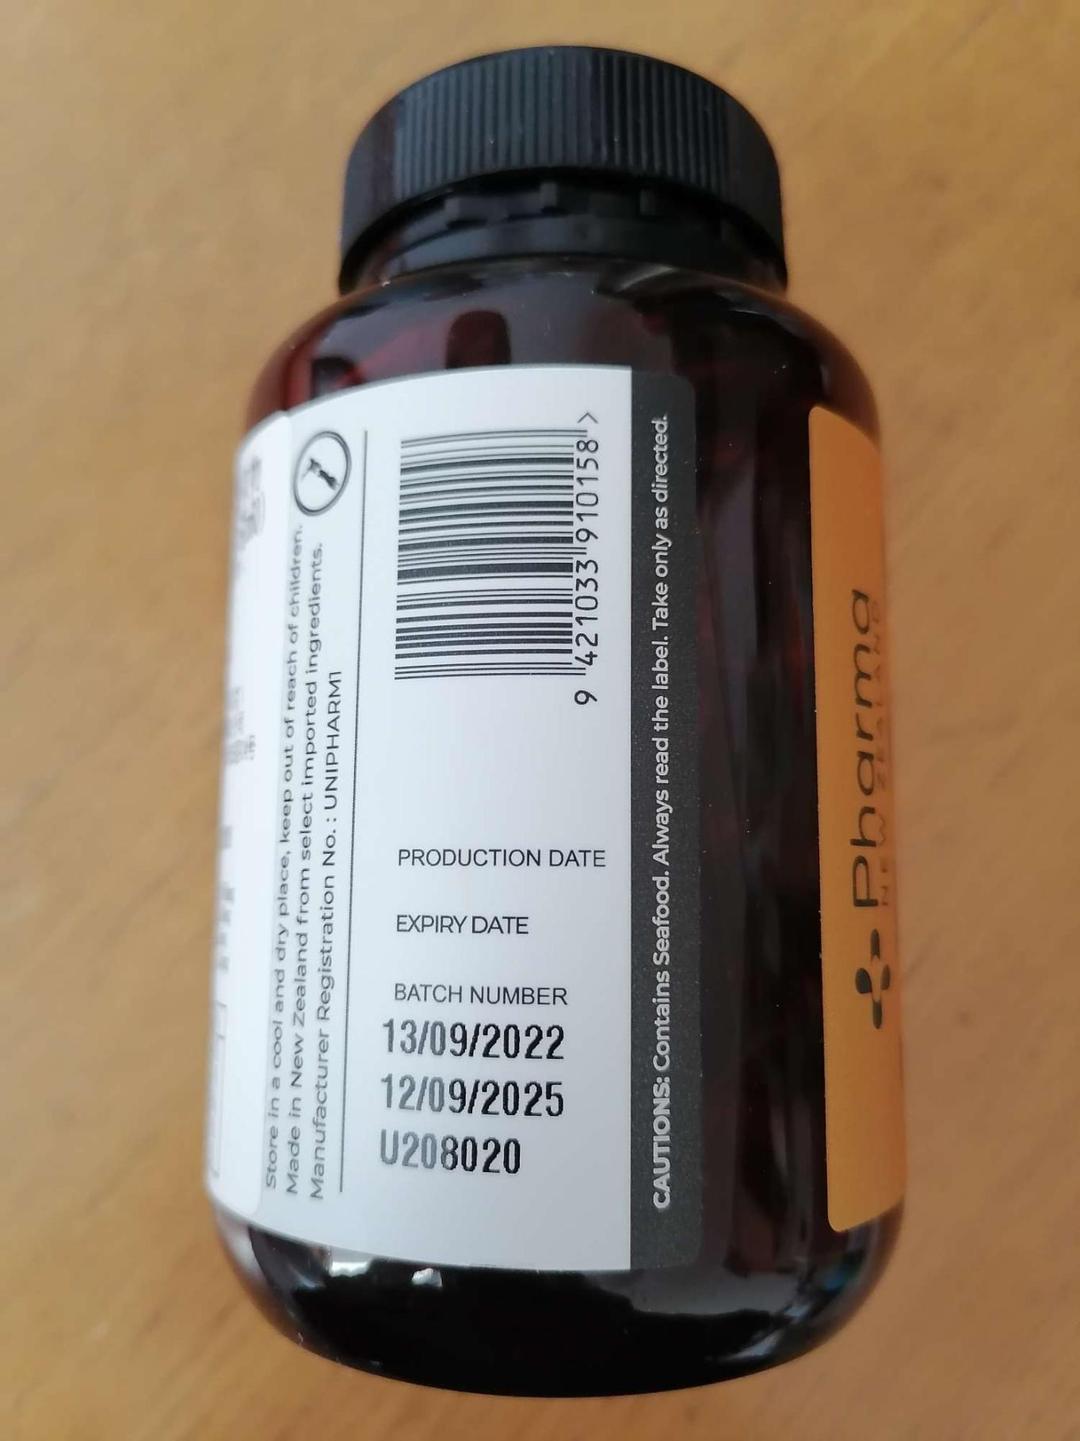 Store in a cool and dry place, keep out of reach of children.
Made in New Zealand from select imported ingredients.
Manufacturer Registration No. : UNIPHARM1
9 421033 910158 >
PRODUCTION DATE
EXPIRY DATE
BATCH NUMBER
13/09/2022
12/09/2025
U208020
CAUTIONS: Contains Seafood. Always read the label. Take only as directed.
Pharma
NEW ZEALAND